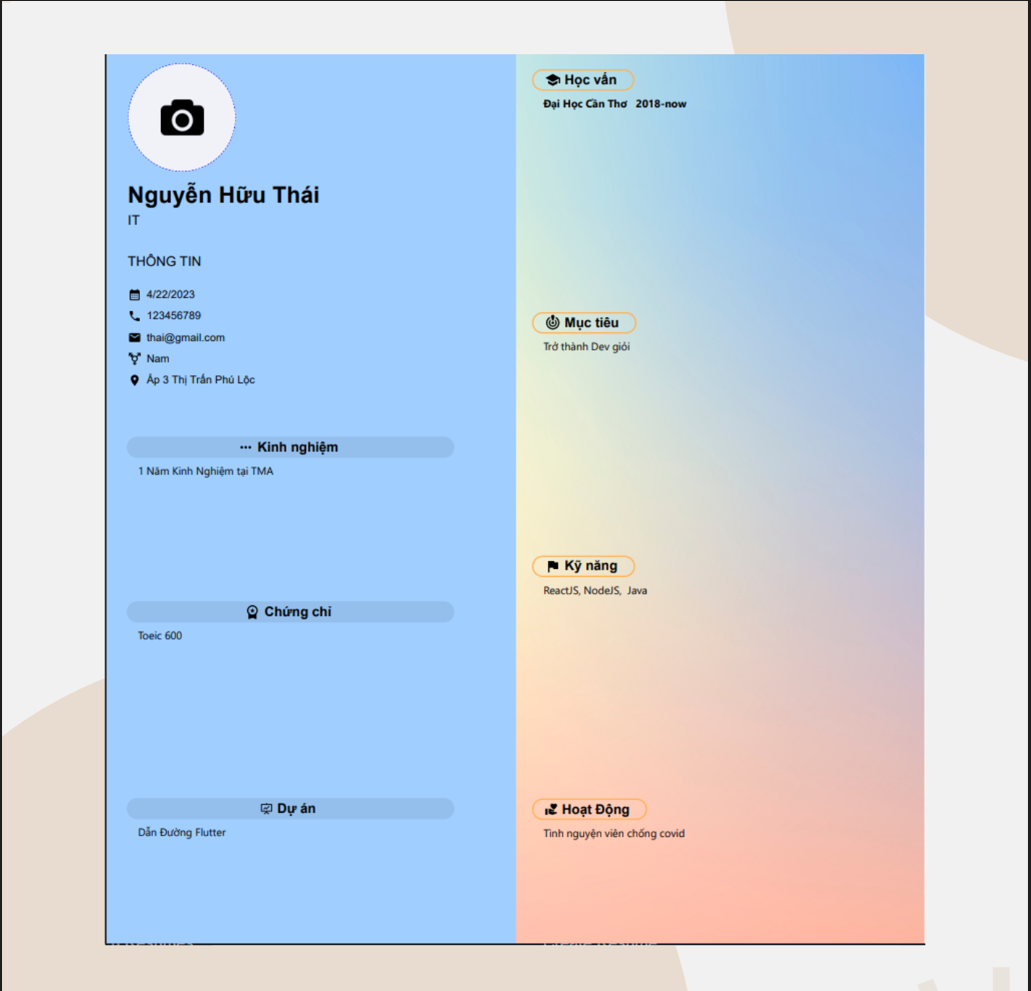 Nguyễn Hữu Thái
IT
THÔNG TIN
4/22/2023
123456789
thai@gmail.com
Nam
Ấp 3 Thị Trấn Phú Lộc
Kinh nghiệm
1 Năm Kinh Nghiệm tại TMA
Chứng chỉ
Toeic 600
Dự án
Dẫn Đường Flutter
Học vấn
Đại Học Cần Thơ 2018-now
Mục tiêu
Trở thành Dev giỏi
Kỹ năng
ReactJS, NodeJS, Java
Hoạt Động
Tình nguyện viên chống covid